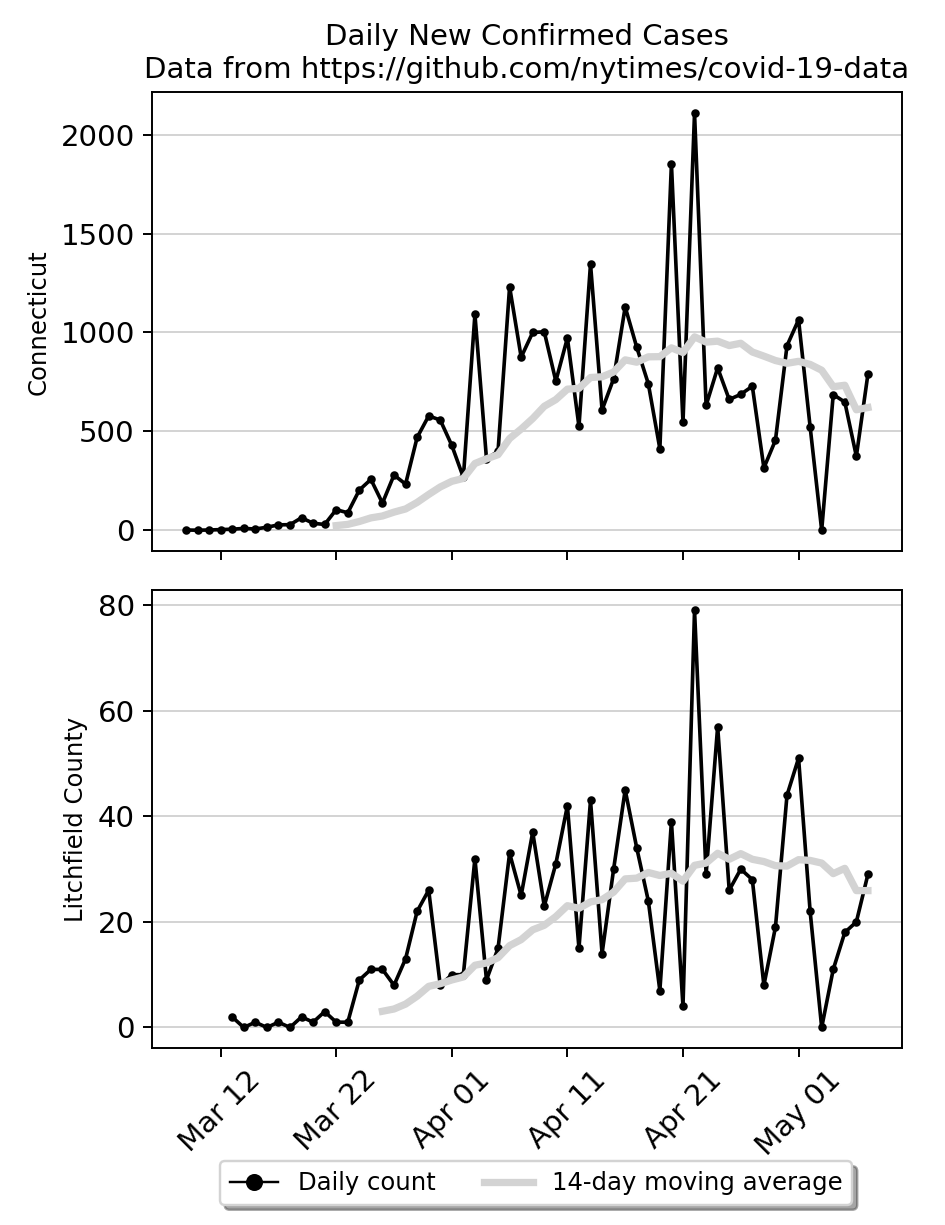 Daily New Confirmed Cases
Data from https://github.com/nytimes/covid-19-data
Connecticut
2000
1500
1000
500
0
Litchfield County
80
60
40
20
0
Mar 12
Mar 22
Apr 01
Apr 11
Apr 21
May 01
Daily count
14-day moving average